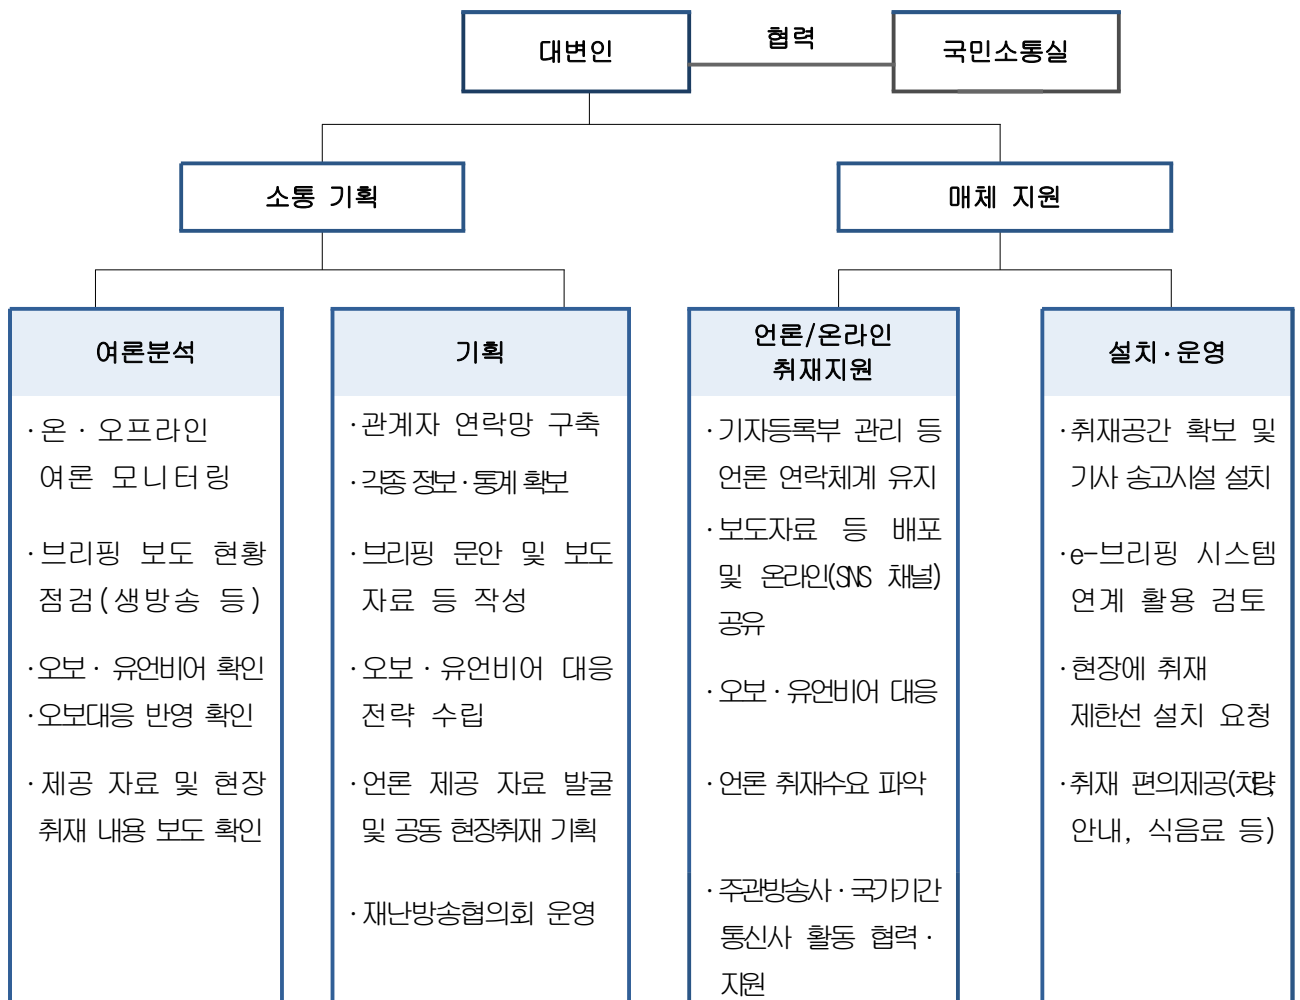 대변인
협력
국민소통실
소통 기획
매체 지원
여론분석
·온 · 오프라인
여론 모니터링
·브리핑 보도 현황
점검(생방송 등)
·오보 · 유언비어 확인
·오보대응 반영 확인
·제공 자료 및 현장
취재 내용 보도 확인
기획
·관계자 연락망 구축
·각종 정보·통계 확보
·브리핑 문안 및 보도
자료 등 작성
·오보 · 유언비어 대응
전략 수립
·언론 제공 자료 발굴
및 공동 현장취재 기획
·재난방송협의회 운영
언론/온라인
취재지원
·기자등록부 관리 등
언론 연락체계 유지
·보도자료 등 배포
및 온라인(SNS 채널)
공유
·오보 · 유언비어 대응
·언론 취재수요 파악
·주관방송사 · 국가기간
통신사 활동 협력 ·
지원
설치·운영
·취재공간 확보 및
기사 송고시설 설치
·e-브리핑 시스템
연계 활용 검토
·현장에 취재
제한선 설치 요청
·취재 편의제공(차량,
안내, 식음료 등)